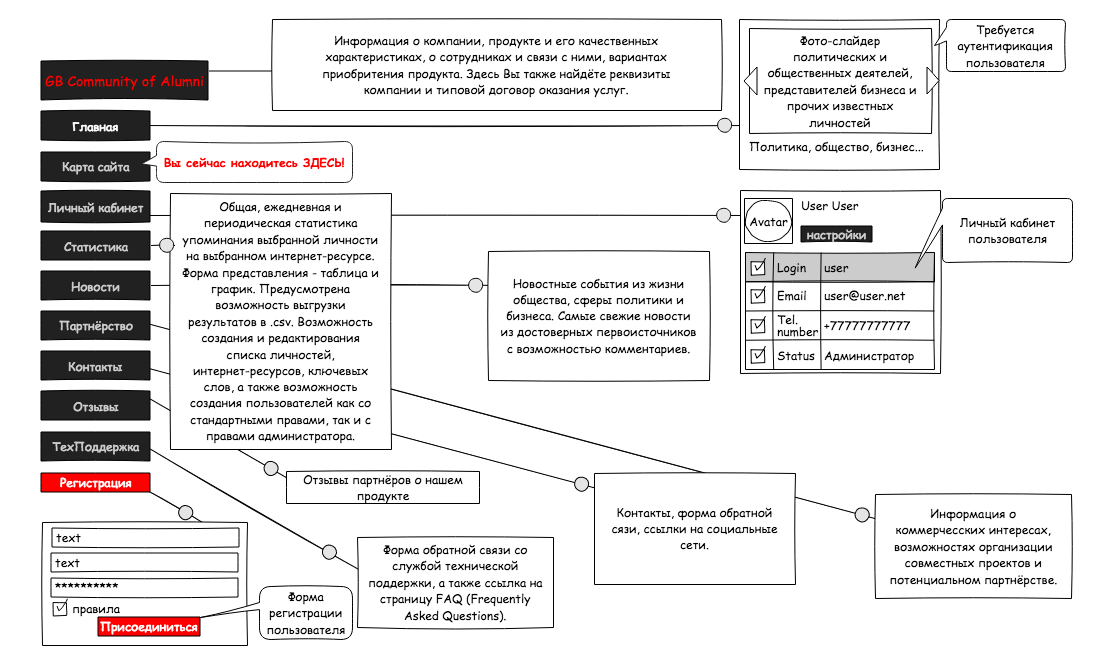 GB Community of Alumni
Информация о компании, продукте и его качественных
характеристиках, о сотрудниках и связи с ними, вариантах
приобритения продукта. Здесь Вы также найдёте реквизиты
компании и типовой договор оказания услуг.
Фото-слайдер
политических и
общественных деятелей,
представителей бизнеса и
прочих известных
личностей
Политика, общество, бизнес...
Требуется
аутентификация
пользователя
Главная
Карта сайта
Вы сейчас находитесь ЗДЕСЬ!
Личный кабинет
Статистика
Новости
Партнёрство
Контакты
Отзывы
ТехПоддержка
Регистрация
Общая, ежедневная и
периодическая статистика
упоминания выбранной личности
на выбранном интернет-ресурсе.
Форма представления - таблица и
график. Предусмотрена
возможность выгрузки
результатов в .csv. Возможность
создания и редактирования
списка личностей,
интернет-ресурсов, ключевых
слов, а также возможность
создания пользователей как со
стандартными правами, так и с
правами администратора.
Новостные события из жизни
общества, сферы политики и
бизнеса. Самые свежие новости
из достоверных первоисточников
с возможностью комментариев.
Avatar
User User
настройки
Login user
Email user@user.net
Tel.
number +77777777777
Status Администратор
Личный кабинет
пользователя
Отзывы партнёров о нашем
продукте
Контакты, форма обратной
сязи, ссылки на социальные
сети.
Информация о
коммерчесских интересах,
возможностях организации
совместных проектов и
потенциальном партнёрстве.
Форма обратной связи со
службой технической
поддержки, а также ссылка на
страницу FAQ (Frequently
Asked Questions).
text
text
**********
правила
Присоединиться
Форма
регистрации
пользователя